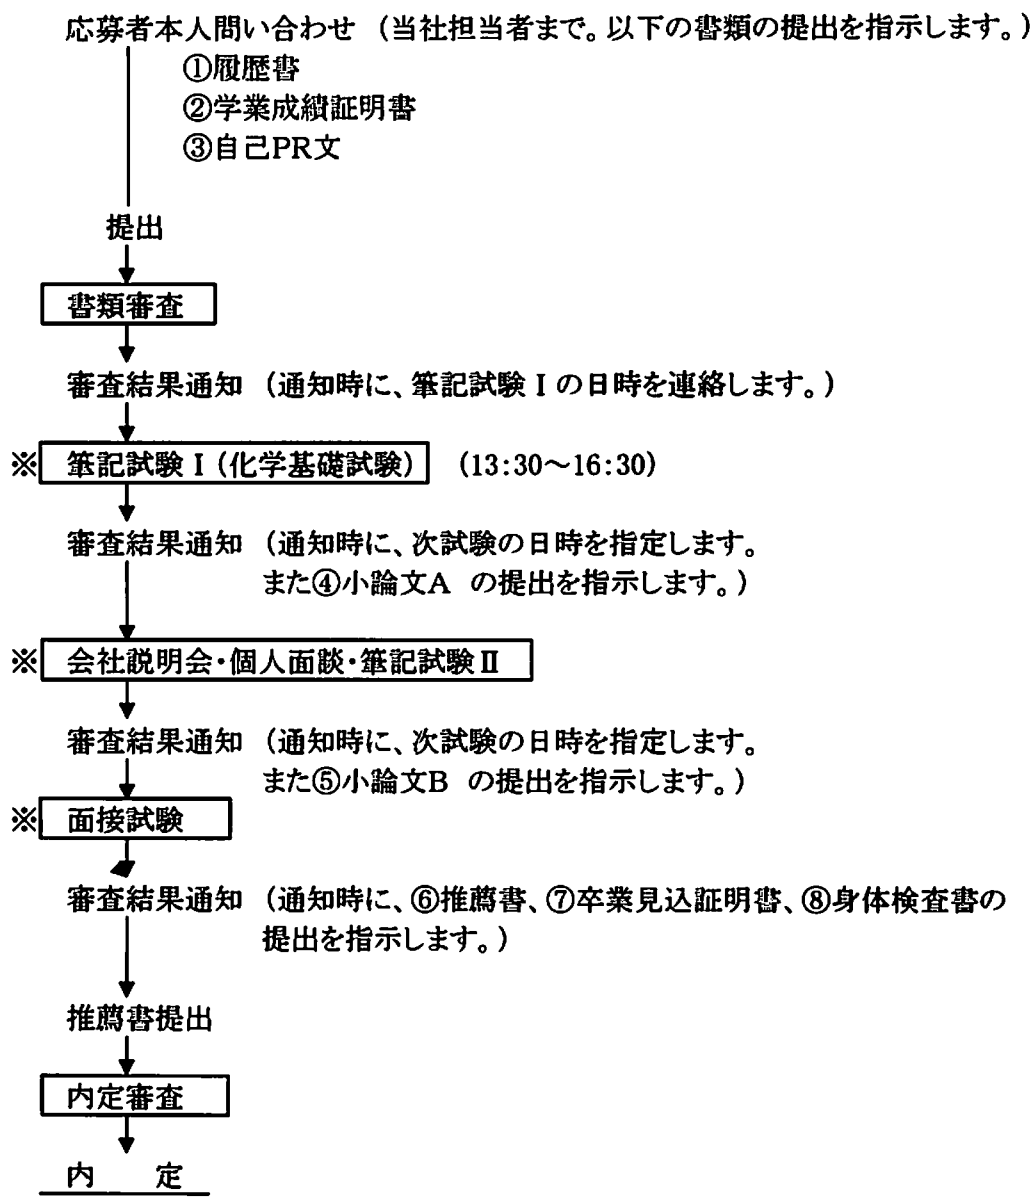 応募者本人問い合わせ (当社担当者まで。以下の書類の提出を指示します。)
①履歴書
②学業成績証明書
③自己PR文
提出
書類審査
審査結果通知 (通知時に、筆記試験Ⅰの日時を連絡します。)
※ 筆記試験Ⅰ(化学基礎試験) (13:30～16:30)
審査結果通知 (通知時に、次試験の日時を指定します。
また④小論文A の提出を指示します。)
※ 会社説明会・個人面談・筆記試験Ⅱ
審査結果通知 (通知時に、次試験の日時を指定します。
また⑤小論文B の提出を指示します。)
※ 面接試験
審査結果通知 (通知時に、⑥推薦書、⑦卒業見込証明書、⑧身体検査書の
提出を指示します。)
推薦書提出
内定審査
内 定